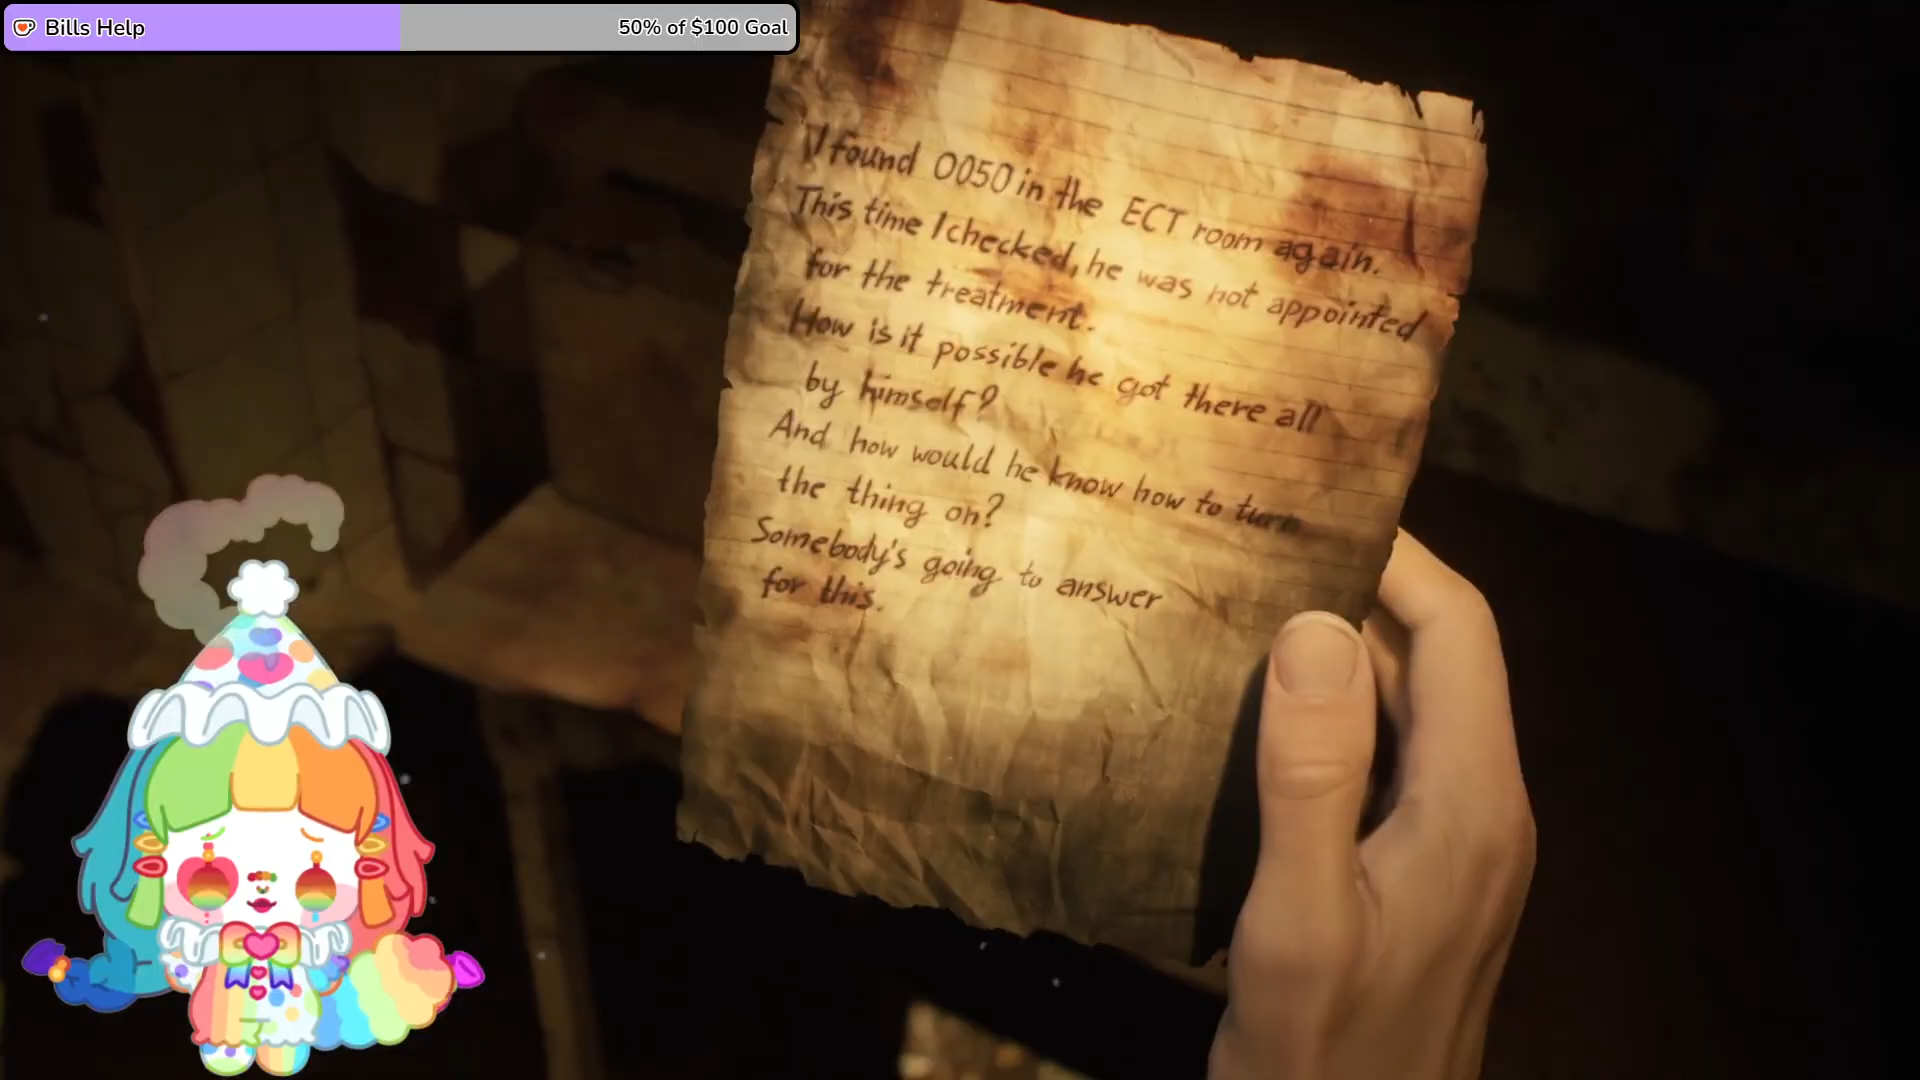 Bills Help
50% of $100 Goal
I found 0050 in the ECT room again.
This time I checked, he was not appointed
for the treatment.
How is it possible he got there all
by himself?
And how would he know how to turn
the thing on?
Somebody's going to answer
for this.